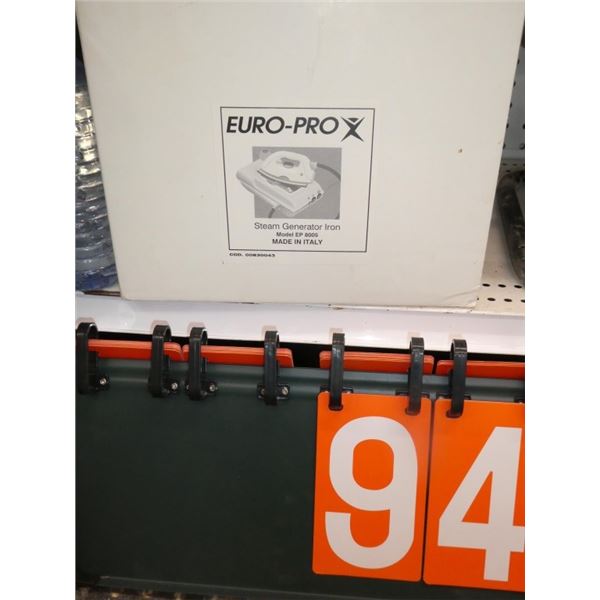 EURO-PRO X
Steam Generator Iron
Model EP 8005
MADE IN ITALY
COD. 00830043
94